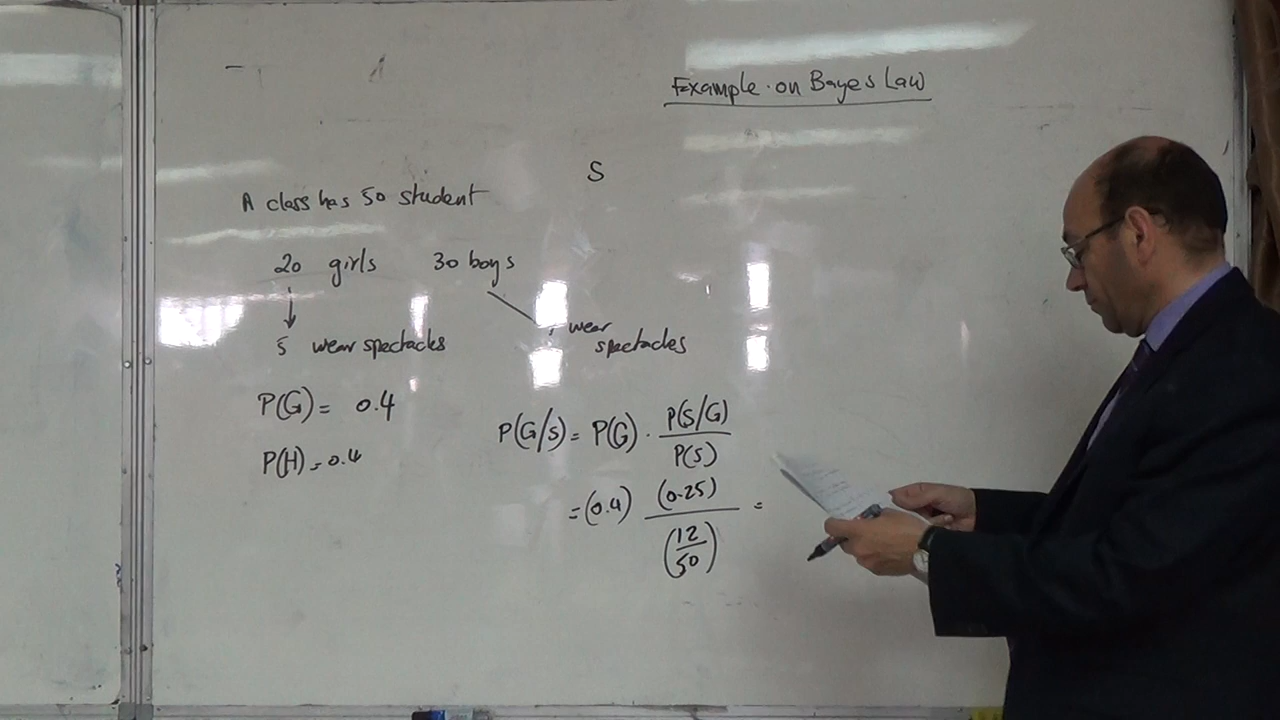 Example on Bayes Law
S
A class has 50 student
20 girls 30 boys
5 wear spectacles
wear spectacles
P(G) = 0.4
P(H) = 0.4
P(G/S) = P(G) · P(S/G) / P(S)
= (0.4) (0.25) / (12/50) =